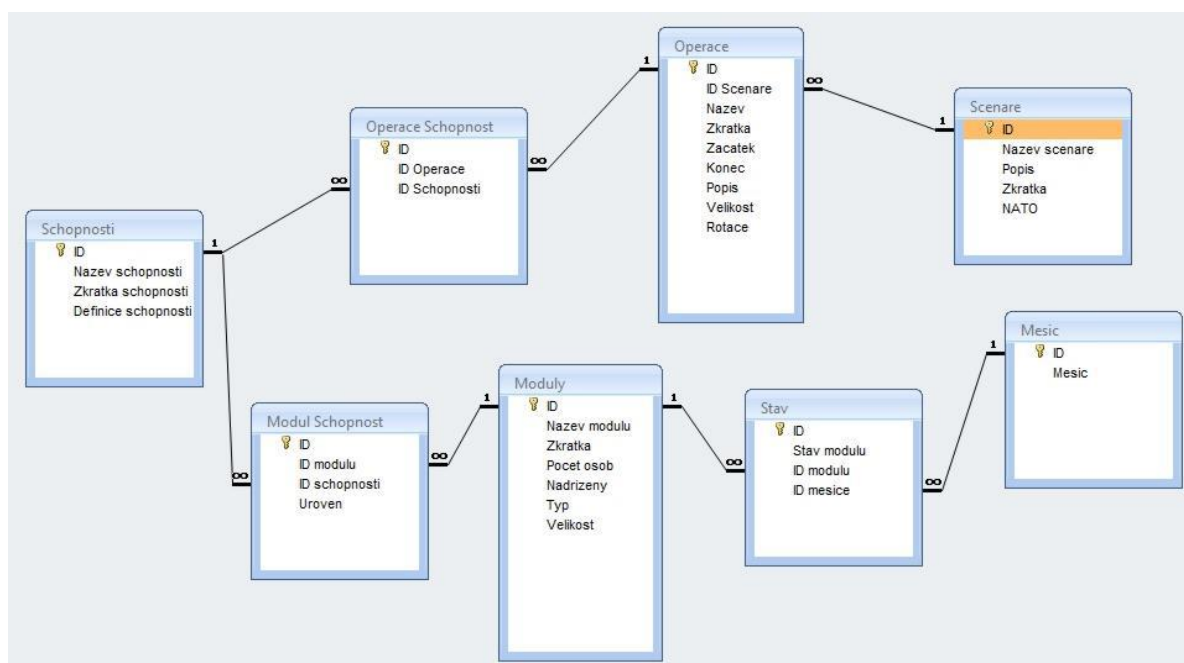 Operace
ID
ID Scenare
Nazev
Zkratka
Zacatek
Konec
Popis
Velikost
Rotace
1
∞
Scenare
ID
Nazev scenare
Popis
Zkratka
NATO
1
Operace Schopnost
ID
ID Operace
ID Schopnosti
∞
∞
Schopnosti
ID
Nazev schopnosti
Zkratka schopnosti
Definice schopnosti
1
Mesic
ID
Mesic
1
Moduly
ID
Nazev modulu
Zkratka
Pocet osob
Nadrizeny
Typ
Velikost
1
1
Stav
ID
Stav modulu
ID modulu
ID mesice
∞
∞
Modul Schopnost
ID
ID modulu
ID schopnosti
Uroven
∞
∞